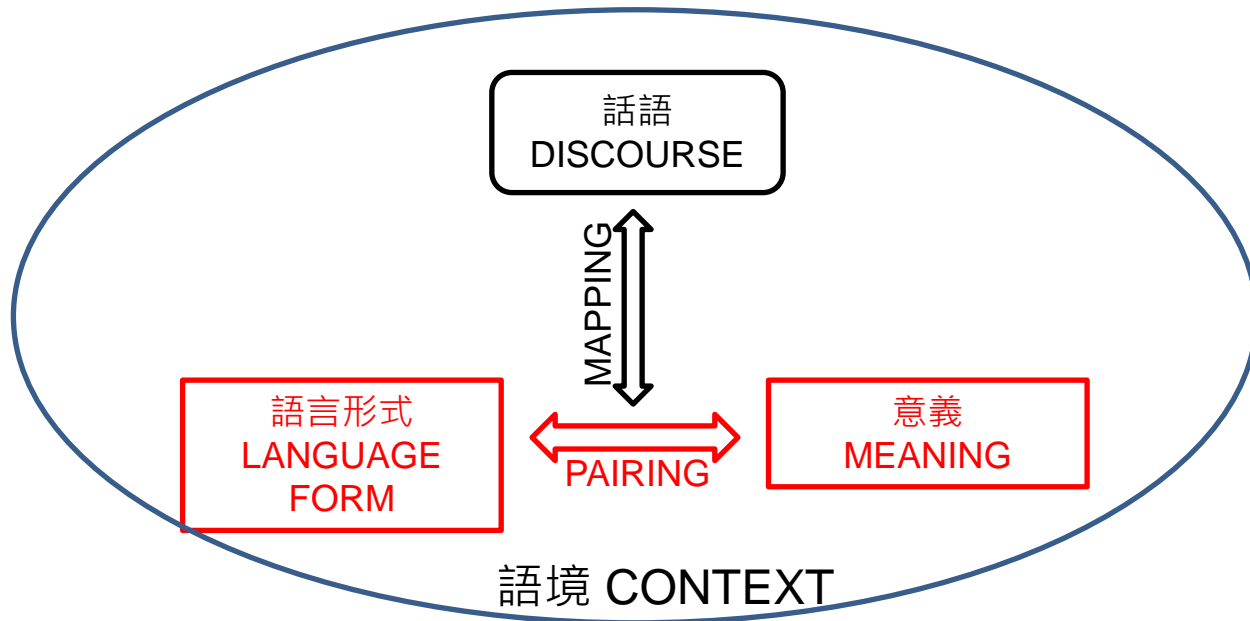 話語
DISCOURSE
MAPPING
語言形式
LANGUAGE
FORM
PAIRING
意義
MEANING
語境 CONTEXT